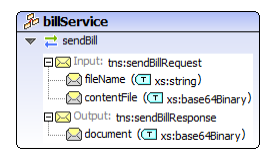 billService
sendBill
Input: tns:sendBillRequest
fileName (T xs:string)
contentFile (T xs:base64Binary)
Output: tns:sendBillResponse
document (T xs:base64Binary)